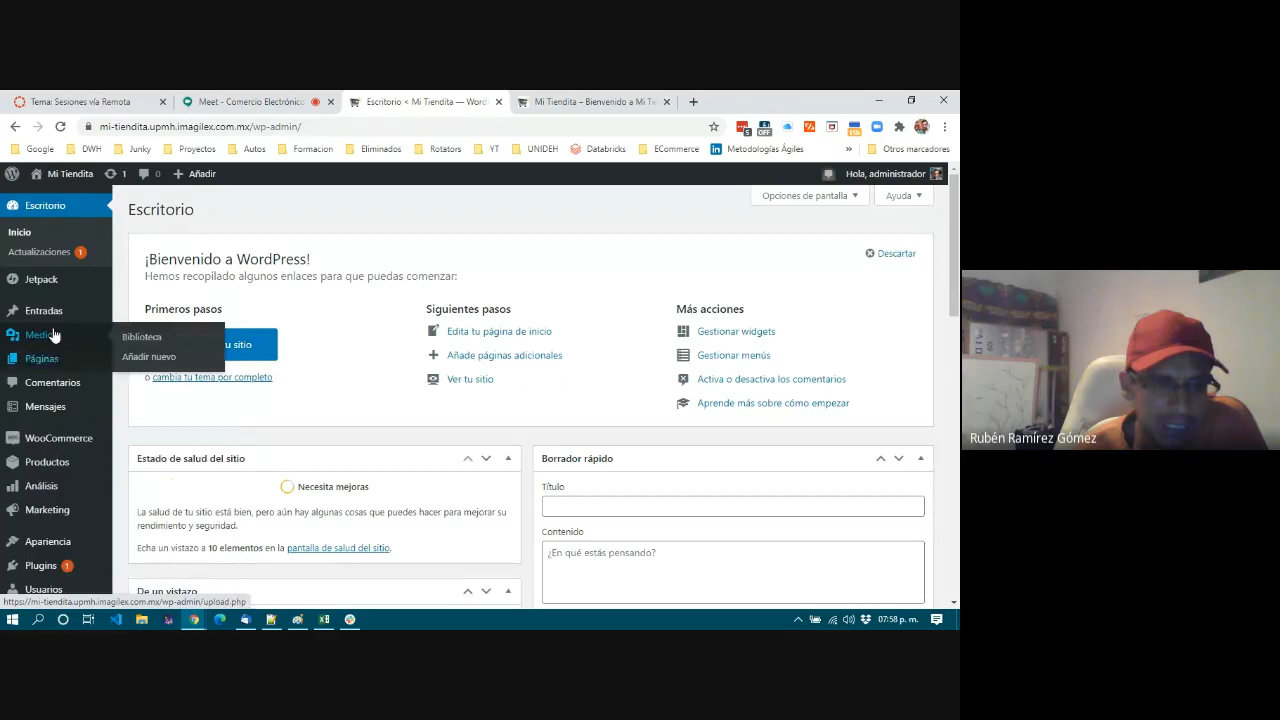 Tema: Sesiones vía Remota
Meet - Comercio Electrónico
Escritorio < Mi Tiendita — Word
Mi Tiendita – Bienvenido a Mi Tie
mi-tiendita.upmh.imagilex.com.mx/wp-admin/
Google DWH Junky Proyectos Autos Formacion Eliminados Rotators YT UNIDEH Databricks ECommerce Metodologías Ágiles » Otros marcadores
Mi Tiendita 1 0 Añadir
Hola, administrador
Escritorio
Opciones de pantalla
Ayuda
Inicio
Actualizaciones 1
Jetpack
Entradas
Medios
Biblioteca
Añadir nuevo
Páginas
Comentarios
Mensajes
WooCommerce
Productos
Análisis
Marketing
Apariencia
Plugins 1
Usuarios
Escritorio
¡Bienvenido a WordPress!
Descartar
Hemos recopilado algunos enlaces para que puedas comenzar:
Primeros pasos
tu sitio
o cambia tu tema por completo
Siguientes pasos
Edita tu página de inicio
Añade páginas adicionales
Ver tu sitio
Más acciones
Gestionar widgets
Gestionar menús
Activa o desactiva los comentarios
Aprende más sobre cómo empezar
Estado de salud del sitio
Necesita mejoras
La salud de tu sitio está bien, pero aún hay algunas cosas que puedes hacer para mejorar su
rendimiento y seguridad.
Echa un vistazo a 10 elementos en la pantalla de salud del sitio.
De un vistazo
Borrador rápido
Título
Contenido
¿En qué estás pensando?
https://mi-tiendita.upmh.imagilex.com.mx/wp-admin/upload.php
07:58 p. m.
Rubén Ramírez Gómez